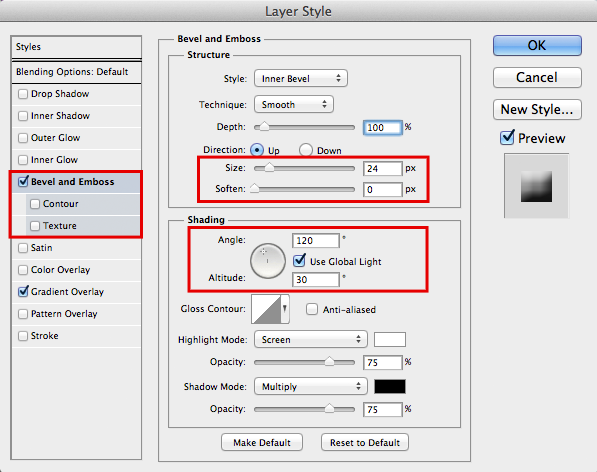 Layer Style
Styles
Blending Options: Default
Drop Shadow
Inner Shadow
Outer Glow
Inner Glow
Bevel and Emboss
Contour
Texture
Satin
Color Overlay
Gradient Overlay
Pattern Overlay
Stroke
Bevel and Emboss
Structure
Style: Inner Bevel
Technique: Smooth
Depth: 100 %
Direction: Up Down
Size: 24 px
Soften: 0 px
Shading
Angle: 120 °
Use Global Light
Altitude: 30 °
Gloss Contour: Anti-aliased
Highlight Mode: Screen
Opacity: 75 %
Shadow Mode: Multiply
Opacity: 75 %
Make Default Reset to Default
OK
Cancel
New Style...
Preview